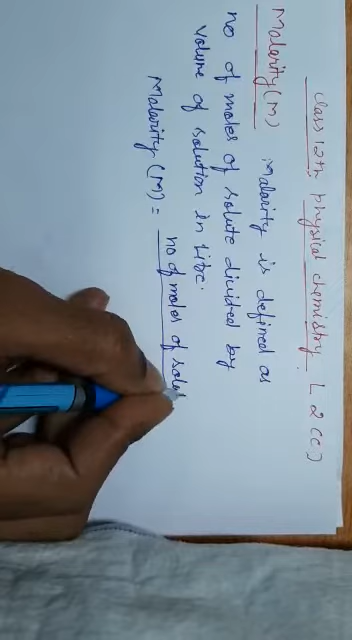 Class 12th physical chemistry L 2 (C)
Molarity (M) Molarity is defined as
no of moles of solute divided by
volume of solution in Litre.
Molarity (M) = no of moles of solu